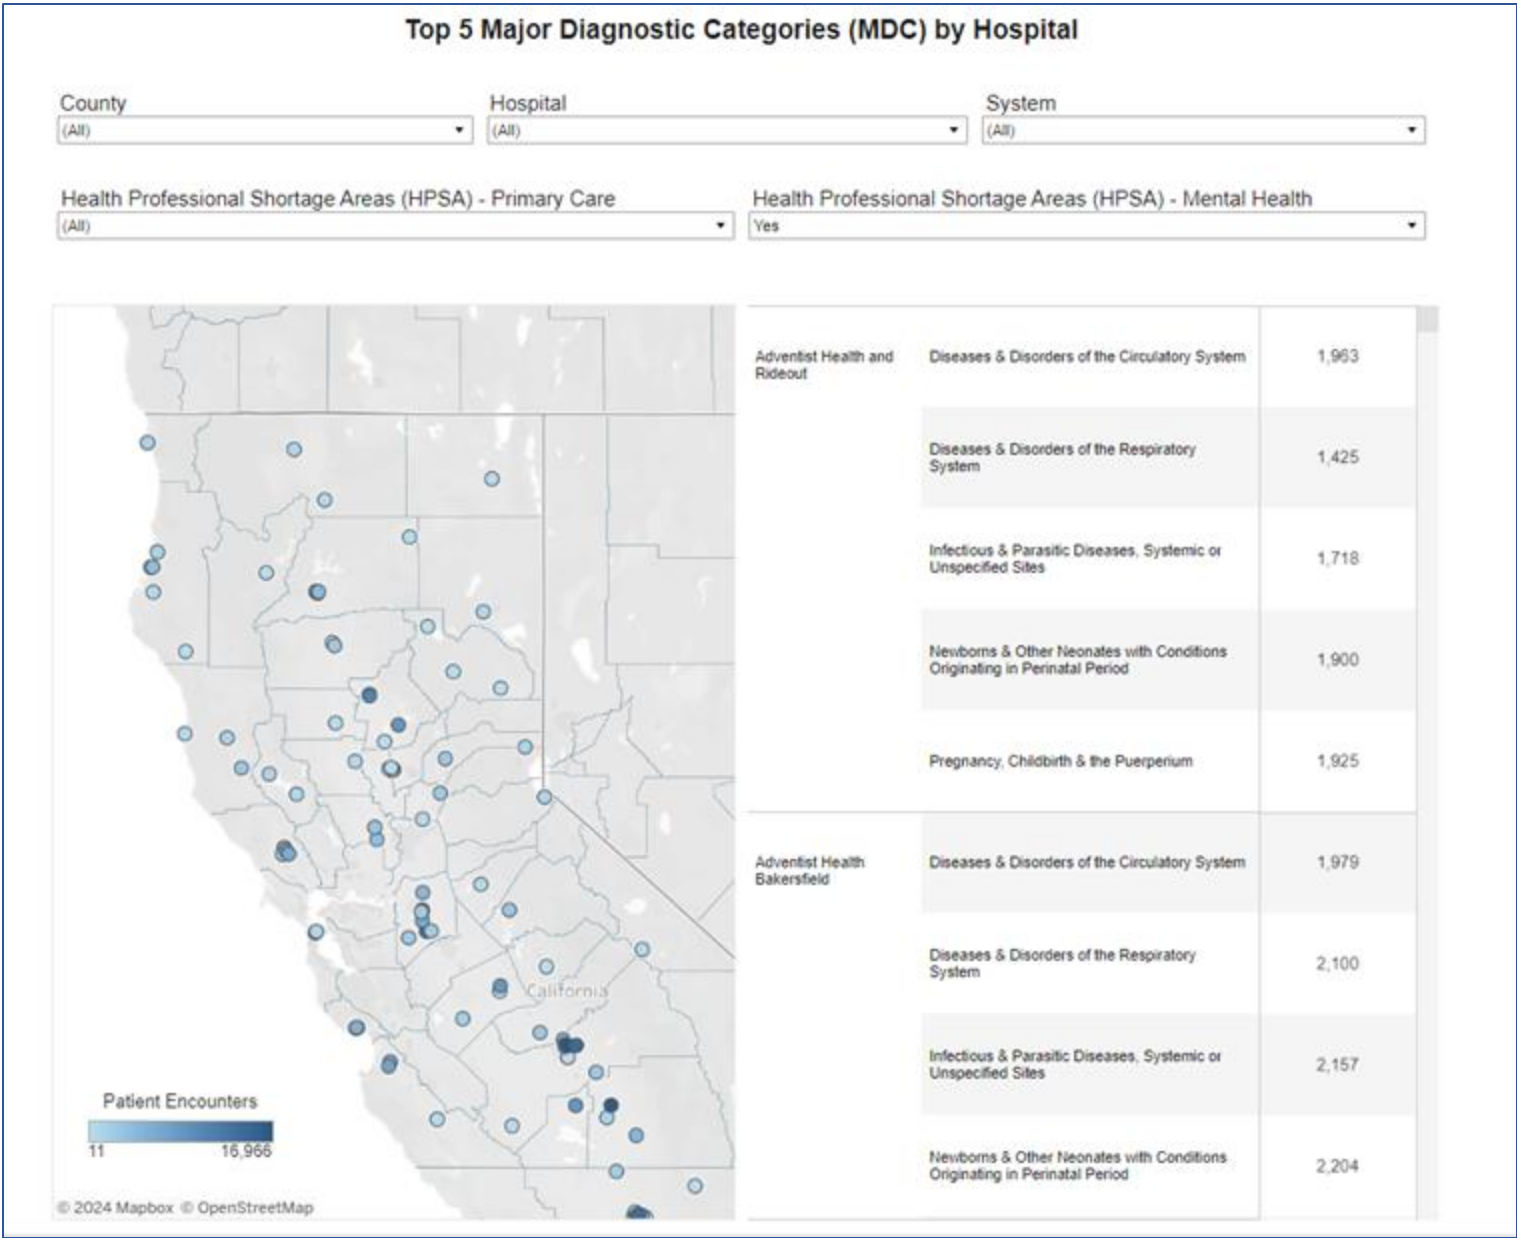 Top 5 Major Diagnostic Categories (MDC) by Hospital
County
Hospital
System
(All)
(All)
(All)
Health Professional Shortage Areas (HPSA) - Primary Care
Health Professional Shortage Areas (HPSA) - Mental Health
(All)
Yes
California
Patient Encounters
11
16,966
© 2024 Mapbox © OpenStreetMap
Adventist Health and
Rideout
Diseases & Disorders of the Circulatory System
1,963
Diseases & Disorders of the Respiratory
System
1,425
Infectious & Parasitic Diseases, Systemic or
Unspecified Sites
1,718
Newborns & Other Neonates with Conditions
Originating in Perinatal Period
1,900
Pregnancy, Childbirth & the Puerperium
1,925
Adventist Health
Bakersfield
Diseases & Disorders of the Circulatory System
1,979
Diseases & Disorders of the Respiratory
System
2,100
Infectious & Parasitic Diseases, Systemic or
Unspecified Sites
2,157
Newborns & Other Neonates with Conditions
Originating in Perinatal Period
2,204